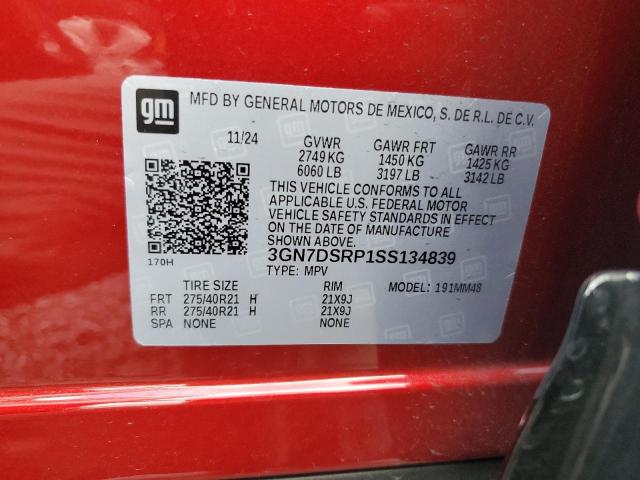 gm MFD BY GENERAL MOTORS DE MEXICO, S. DE R.L. DE C.V.
11/24 GVWR GAWR FRT GAWR RR
2749 KG 1450 KG 1425 KG
6060 LB 3197 LB 3142 LB
THIS VEHICLE CONFORMS TO ALL
APPLICABLE U.S. FEDERAL MOTOR
VEHICLE SAFETY STANDARDS IN EFFECT
ON THE DATE OF MANUFACTURE
SHOWN ABOVE.
170H 3GN7DSRP1SS134839
TYPE: MPV
TIRE SIZE RIM MODEL: 191MM48
FRT 275/40R21 H 21X9J
RR 275/40R21 H 21X9J
SPA NONE NONE